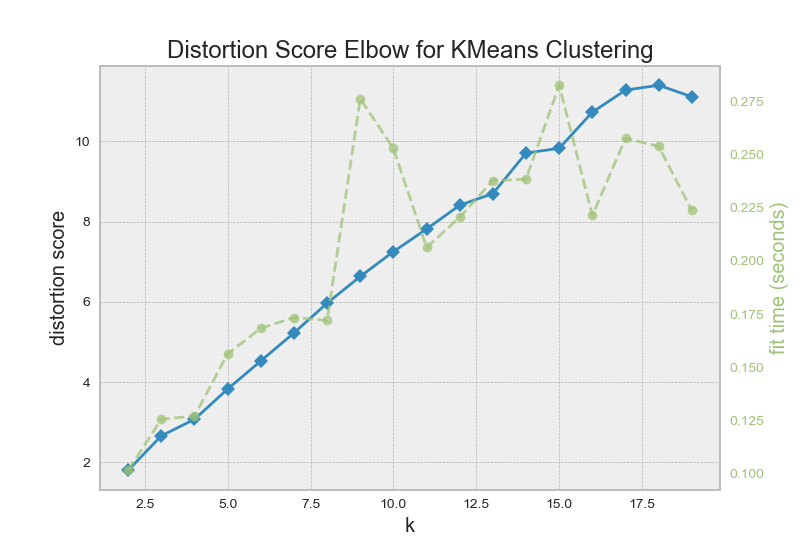 Distortion Score Elbow for KMeans Clustering
distortion score
10
8
6
4
2
2.5 5.0 7.5 10.0 12.5 15.0 17.5
k
0.275
0.250
0.225
0.200
0.175
0.150
0.125
0.100
fit time (seconds)